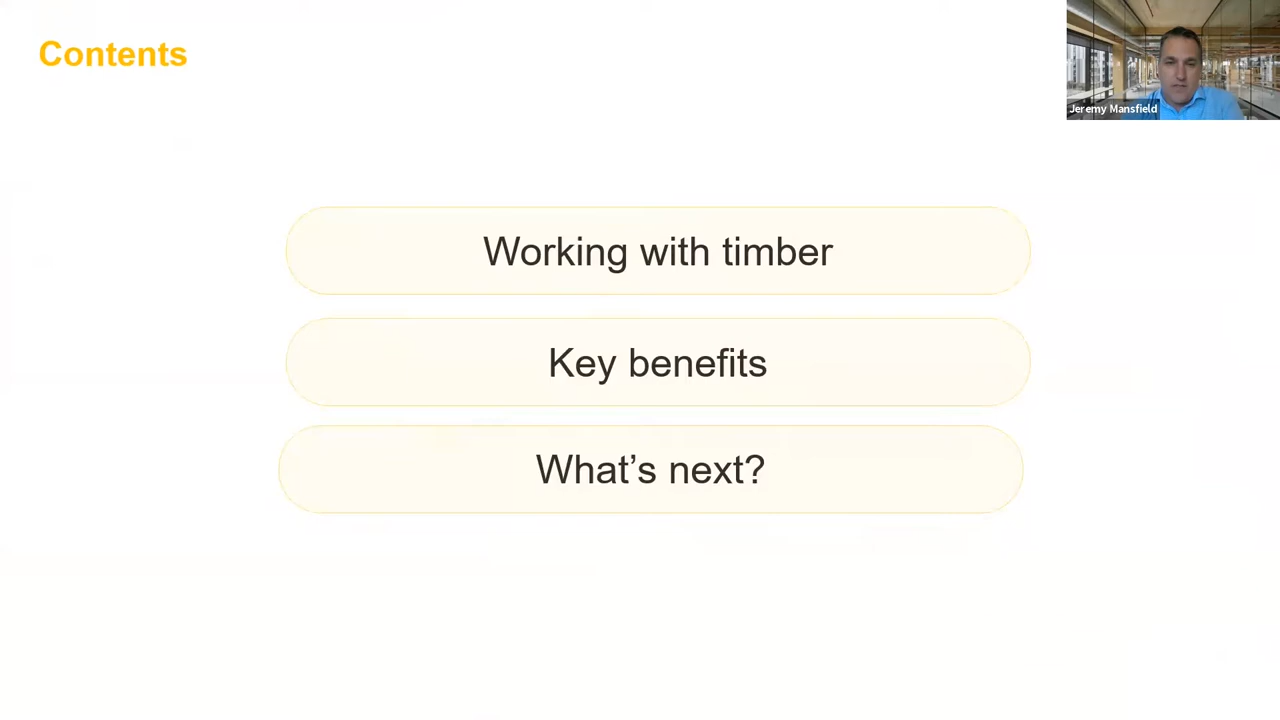 Contents
Jeremy Mansfield
Working with timber
Key benefits
What’s next?